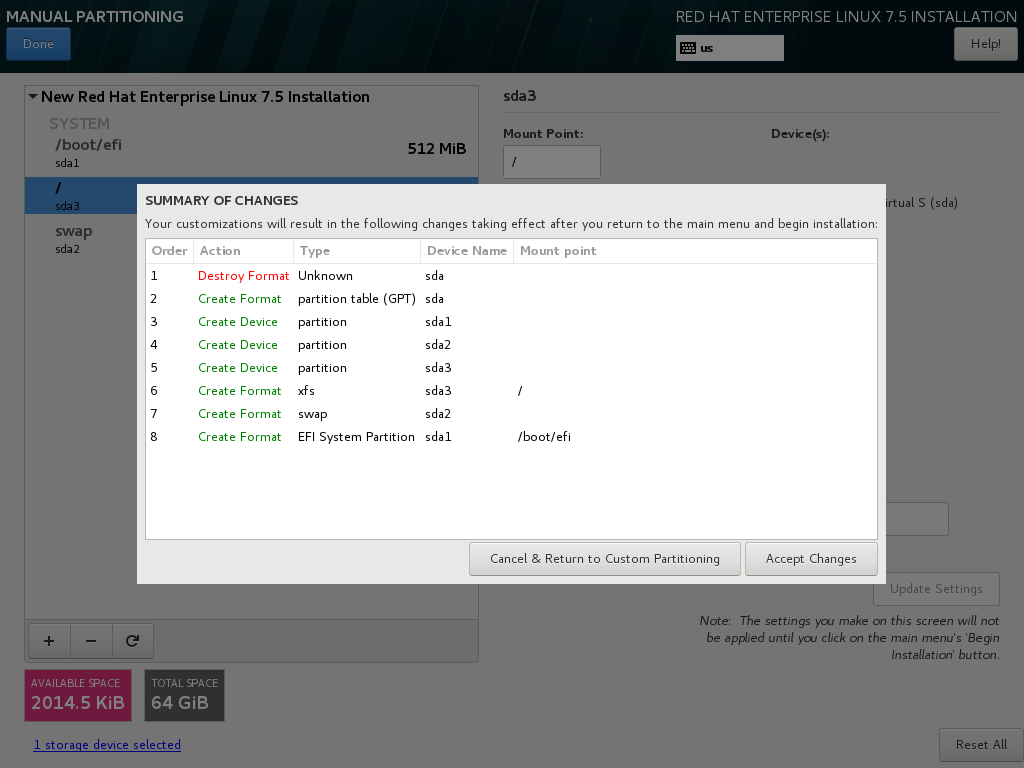 MANUAL PARTITIONING
RED HAT ENTERPRISE LINUX 7.5 INSTALLATION
Done
us
Help!
New Red Hat Enterprise Linux 7.5 Installation
SYSTEM
/boot/efi
512 MiB
sda1
/
sda3
swap
sda2
sda3
Mount Point:
Device(s):
/
irtual S (sda)
SUMMARY OF CHANGES
Your customizations will result in the following changes taking effect after you return to the main menu and begin installation:
Order Action Type Device Name Mount point
1 Destroy Format Unknown sda
2 Create Format partition table (GPT) sda
3 Create Device partition sda1
4 Create Device partition sda2
5 Create Device partition sda3
6 Create Format xfs sda3 /
7 Create Format swap sda2
8 Create Format EFI System Partition sda1 /boot/efi
Cancel & Return to Custom Partitioning
Accept Changes
Update Settings
Note: The settings you make on this screen will not
be applied until you click on the main menu's 'Begin
Installation' button.
+ −
AVAILABLE SPACE
2014.5 KiB
TOTAL SPACE
64 GiB
1 storage device selected
Reset All